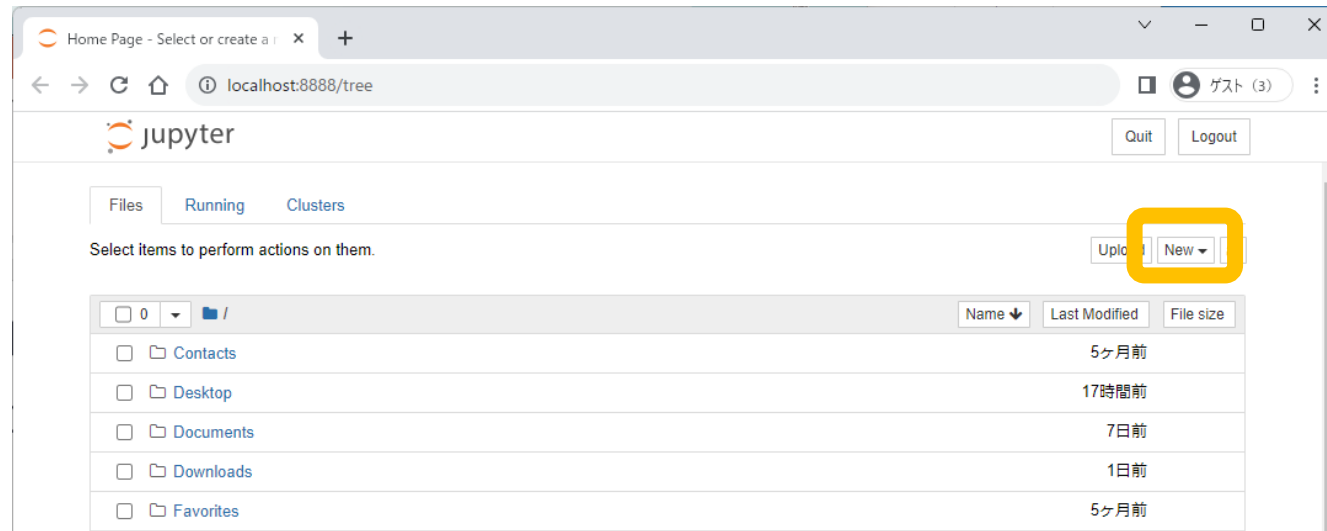 Home Page - Select or create a
localhost:8888/tree
ゲスト (3)
jupyter
Quit Logout
Files Running Clusters
Select items to perform actions on them.
New
0 / Name Last Modified File size
Contacts 5ケ月前
Desktop 17時間前
Documents 7日前
Downloads 1日前
Favorites 5ケ月前